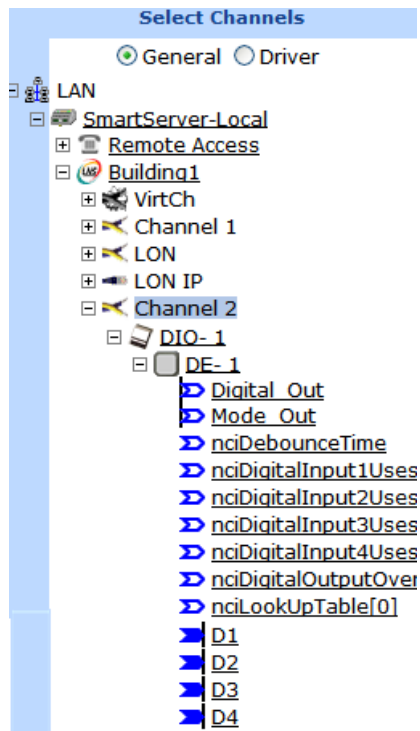 Select Channels
General Driver
LAN
SmartServer-Local
Remote Access
LNS Building1
VirtCh
Channel 1
LON
LON IP
Channel 2
DIO- 1
DE- 1
Digital_Out
Mode_Out
nciDebounceTime
nciDigitalInput1Uses
nciDigitalInput2Uses
nciDigitalInput3Uses
nciDigitalInput4Uses
nciDigitalOutputOver
nciLookUpTable[0]
D1
D2
D3
D4